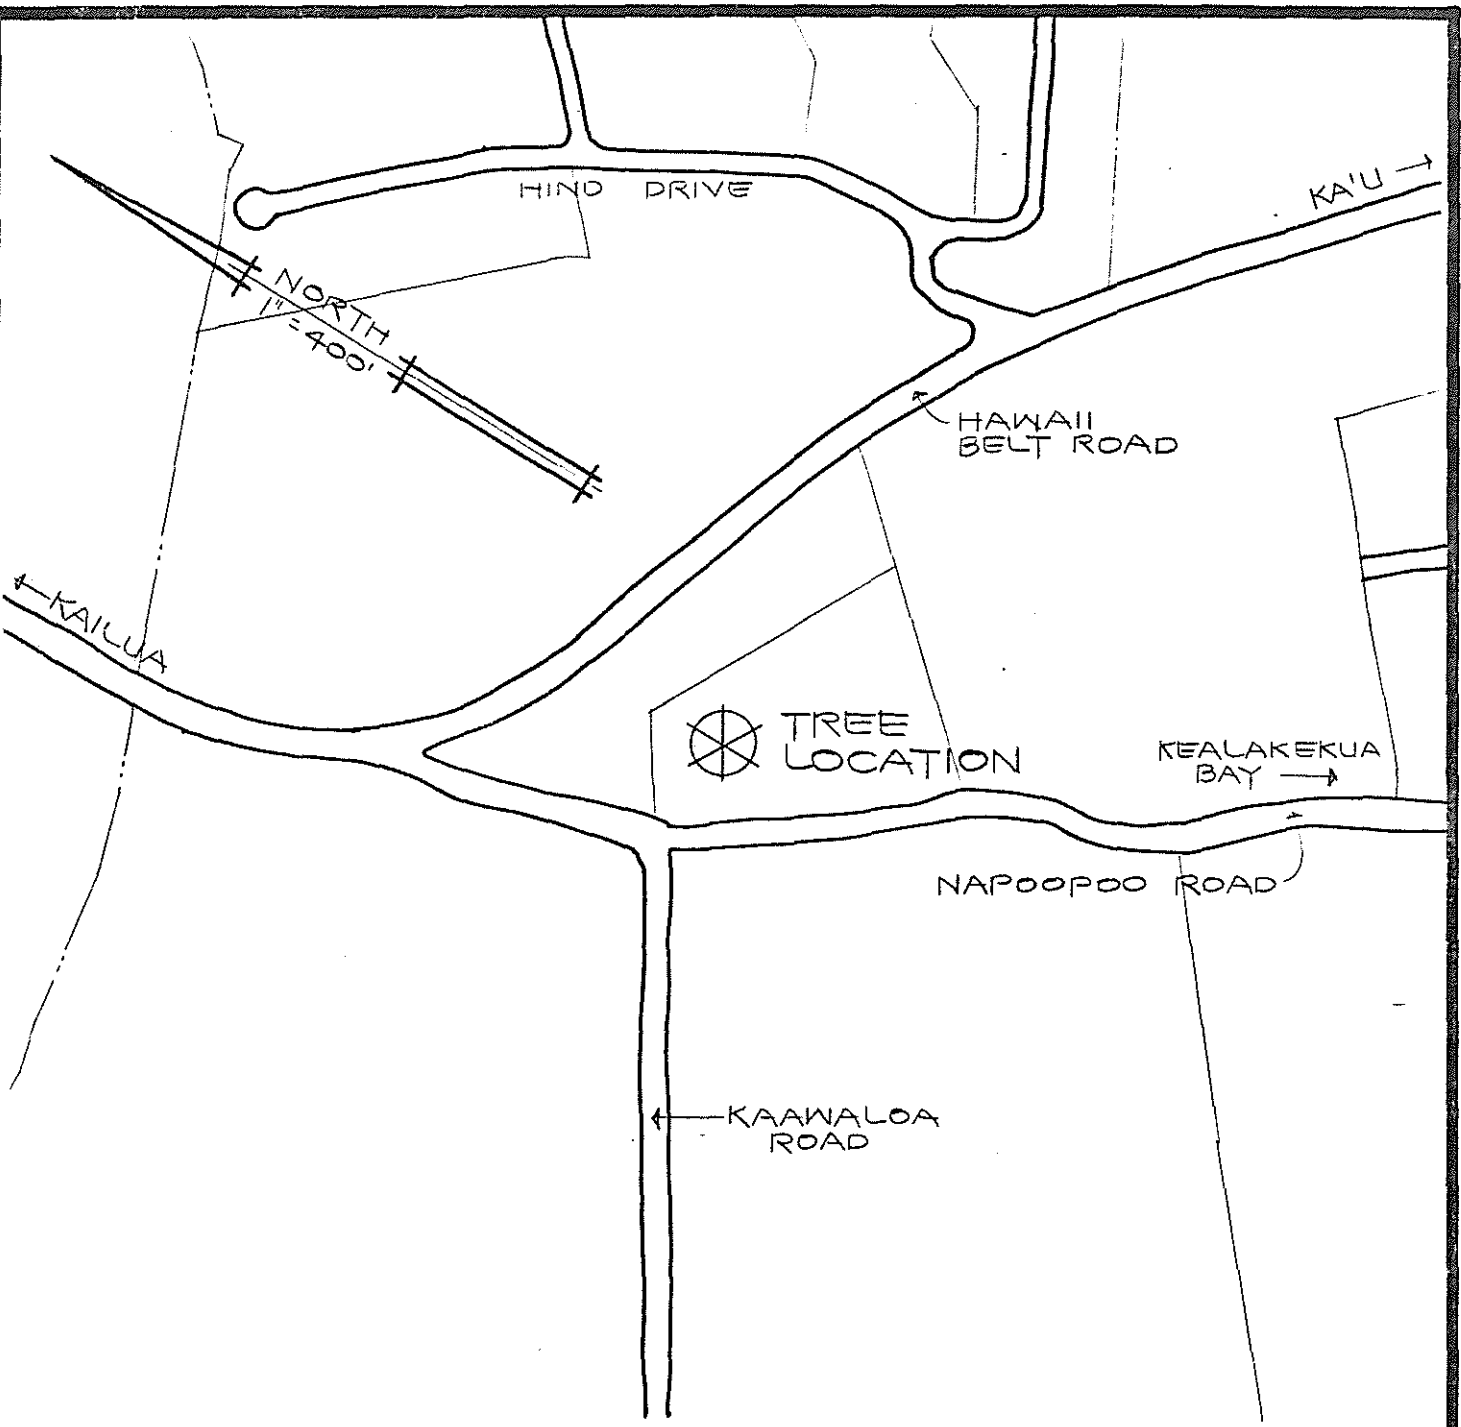 HINO DRIVE
KA'U
NORTH
1" = 400'
HAWAII
BELT ROAD
KAILUA
TREE
LOCATION
KEALAKEKUA
BAY
NAPOOPOO ROAD
KAAWALOA
ROAD